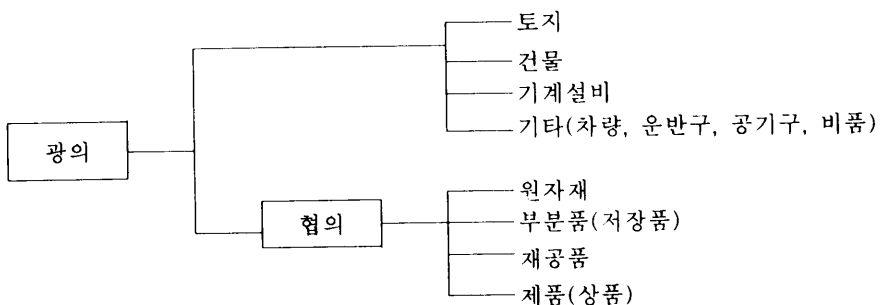 토지
건물
기계설비
기타(차량, 운반구, 공기구, 비품)
광의
원자재
협의
부분품(저장품)
재공품
제품(상품)